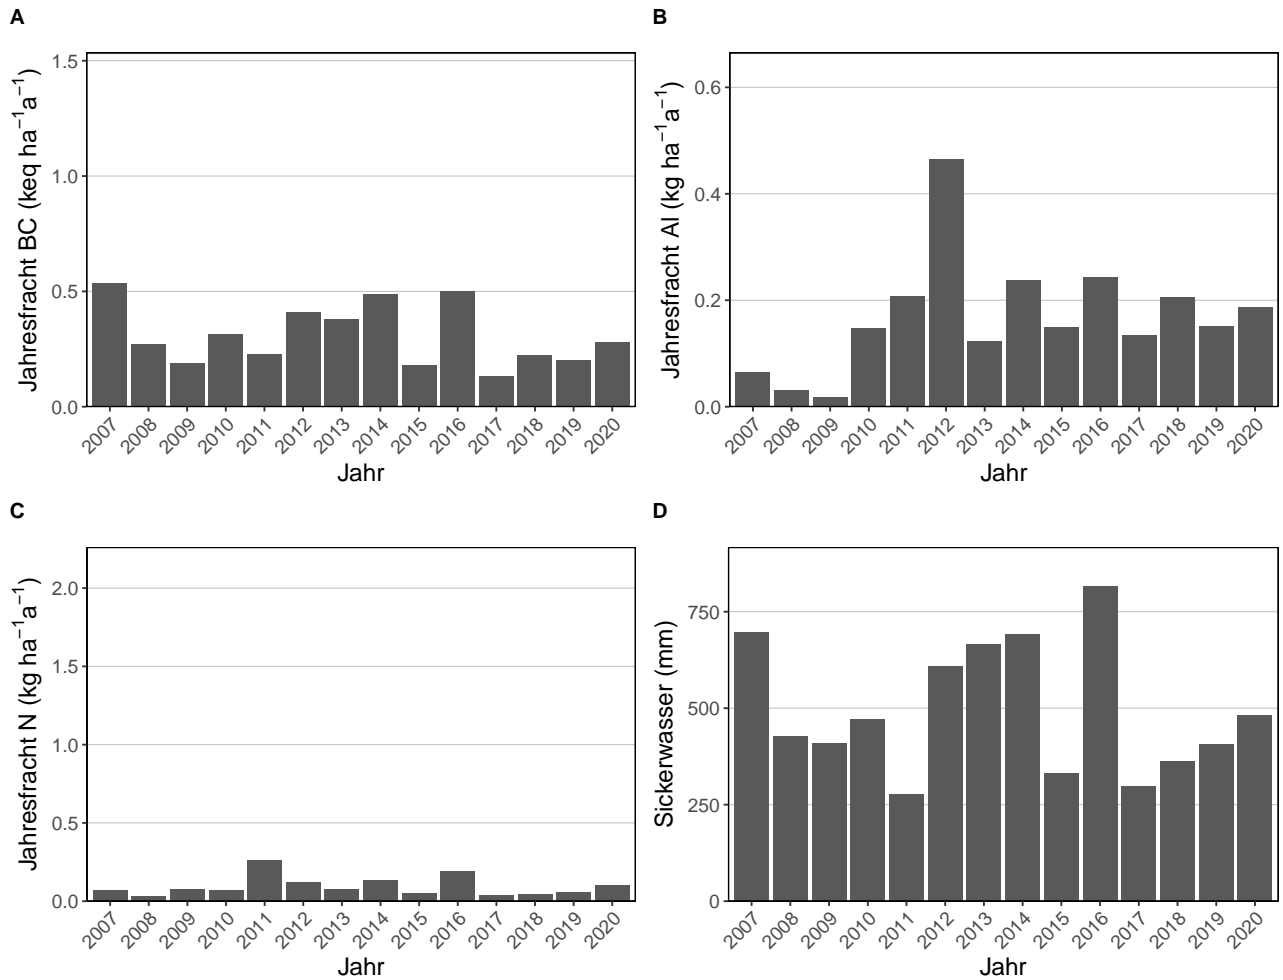 A
Jahresfracht BC (keq ha⁻¹a⁻¹)
1.5
1.0
0.5
0.0
2007 2008 2009 2010 2011 2012 2013 2014 2015 2016 2017 2018 2019 2020
Jahr
B
Jahresfracht Al (kg ha⁻¹a⁻¹)
0.6
0.4
0.2
0.0
2007 2008 2009 2010 2011 2012 2013 2014 2015 2016 2017 2018 2019 2020
Jahr
C
Jahresfracht N (kg ha⁻¹a⁻¹)
2.0
1.5
1.0
0.5
0.0
2007 2008 2009 2010 2011 2012 2013 2014 2015 2016 2017 2018 2019 2020
Jahr
D
Sickerwasser (mm)
750
500
250
0
2007 2008 2009 2010 2011 2012 2013 2014 2015 2016 2017 2018 2019 2020
Jahr